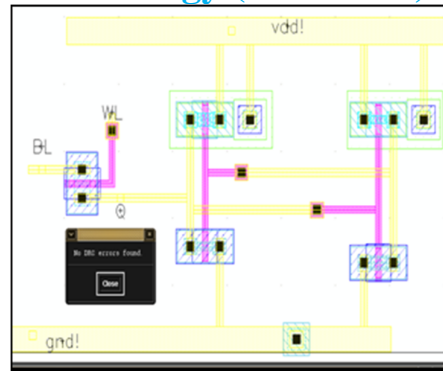 vdd!
WL
BL
Q
No DRC errors found.
Close
gnd!